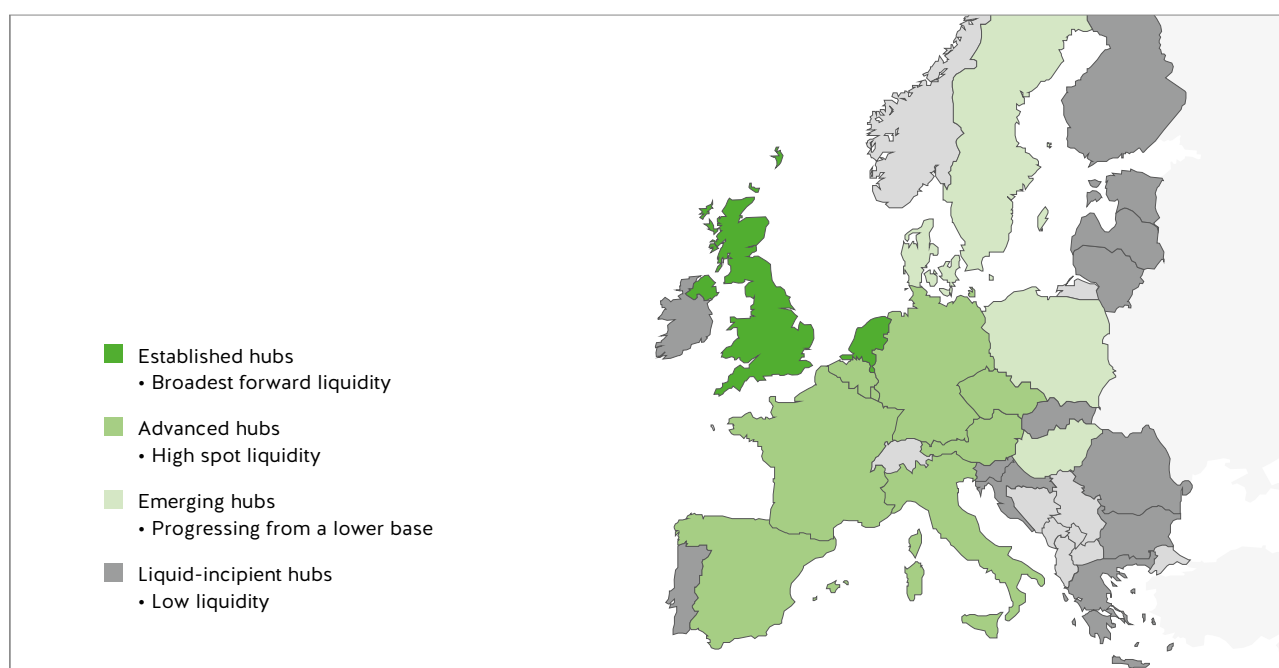 Established hubs
• Broadest forward liquidity
Advanced hubs
• High spot liquidity
Emerging hubs
• Progressing from a lower base
Liquid-incipient hubs
• Low liquidity